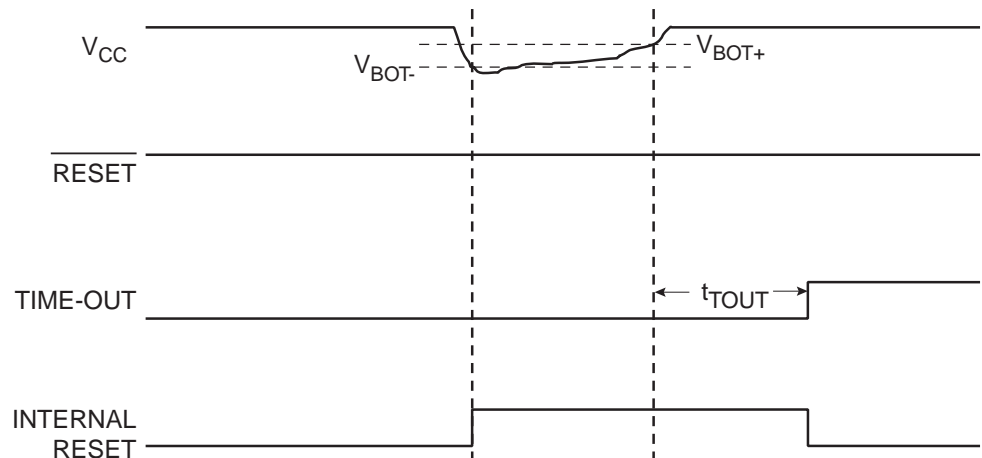 VCC
VBOT-
VBOT+
RESET
TIME-OUT
tTOUT
INTERNAL
RESET